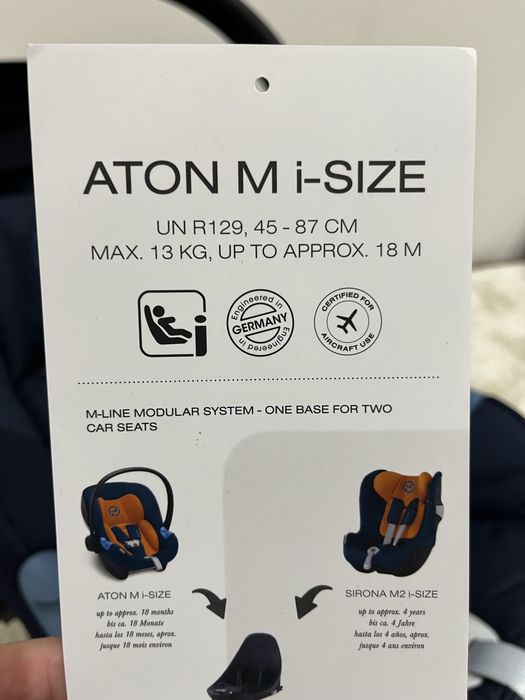 ATON M i-SIZE
UN R129, 45 - 87 CM
MAX. 13 KG, UP TO APPROX. 18 M
i
Engineered in
GERMANY
Engineered in
CERTIFIED FOR
AIRCRAFT USE
M-LINE MODULAR SYSTEM - ONE BASE FOR TWO
CAR SEATS
ATON M i-SIZE
up to approx. 18 months
bis ca. 18 Monate
hasta los 18 meses, aprox.
jusque 18 mois environ
SIRONA M2 i-SIZE
up to approx. 4 years
bis ca. 4 Jahre
hasta los 4 años, aprox.
jusque 4 ans environ